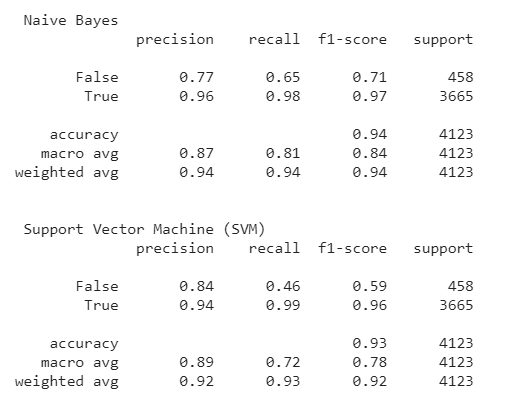 Naive Bayes
precision recall f1-score support
False 0.77 0.65 0.71 458
True 0.96 0.98 0.97 3665
accuracy 0.94 4123
macro avg 0.87 0.81 0.84 4123
weighted avg 0.94 0.94 0.94 4123
Support Vector Machine (SVM)
precision recall f1-score support
False 0.84 0.46 0.59 458
True 0.94 0.99 0.96 3665
accuracy 0.93 4123
macro avg 0.89 0.72 0.78 4123
weighted avg 0.92 0.93 0.92 4123